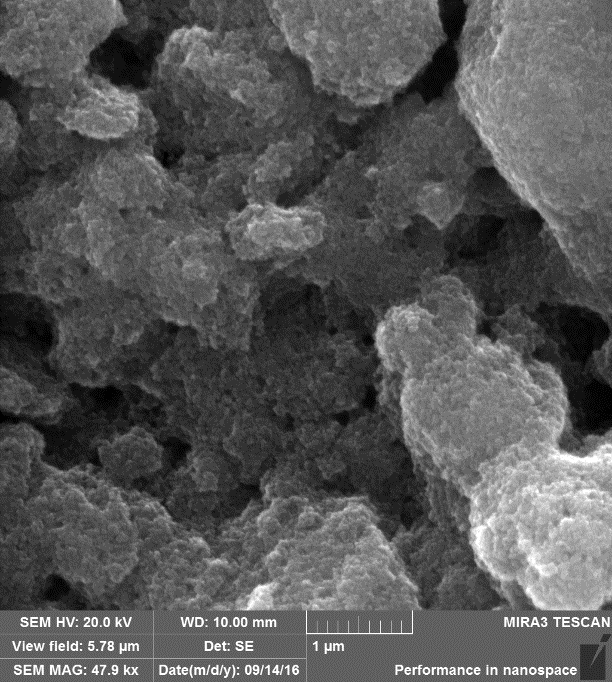 SEM HV: 20.0 kV WD: 10.00 mm MIRA3 TESCAN
View field: 5.78 µm Det: SE 1 µm
SEM MAG: 47.9 kx Date(m/d/y): 09/14/16 Performance in nanospace